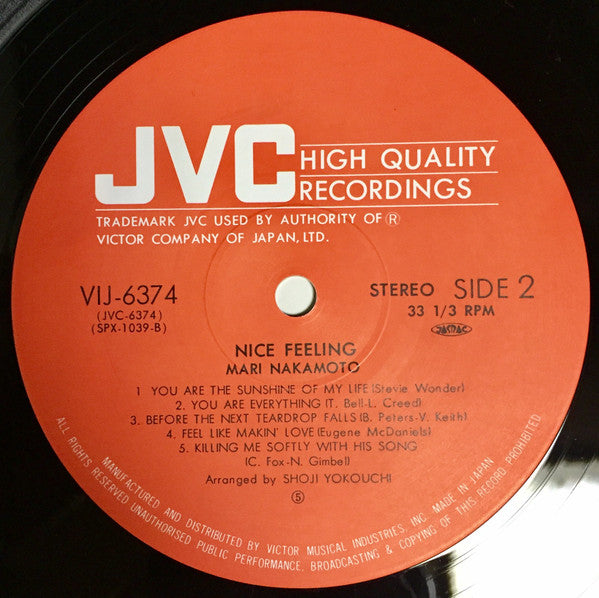 JVC HIGH QUALITY
RECORDINGS
TRADEMARK JVC USED BY AUTHORITY OF Ⓡ
VICTOR COMPANY OF JAPAN, LTD.
VIJ-6374
(JVC-6374)
(SPX-1039-B)
STEREO SIDE 2
33 1/3 RPM
JASRAC
NICE FEELING
MARI NAKAMOTO
1 YOU ARE THE SUNSHINE OF MY LIFE (Stevie Wonder)
2. YOU ARE EVERYTHING (T. Bell-L. Creed)
3. BEFORE THE NEXT TEARDROP FALLS (B. Peters-V. Keith)
4. FEEL LIKE MAKIN' LOVE (Eugene McDaniels)
5. KILLING ME SOFTLY WITH HIS SONG
(C. Fox-N. Gimbel)
Arranged by SHOJI YOKOUCHI
⑤
MANUFACTURED AND DISTRIBUTED BY VICTOR MUSICAL INDUSTRIES, INC. MADE IN JAPAN
ALL RIGHTS RESERVED UNAUTHORISED PUBLIC PERFORMANCE, BROADCASTING & COPYING OF THIS RECORD PROHIBITED